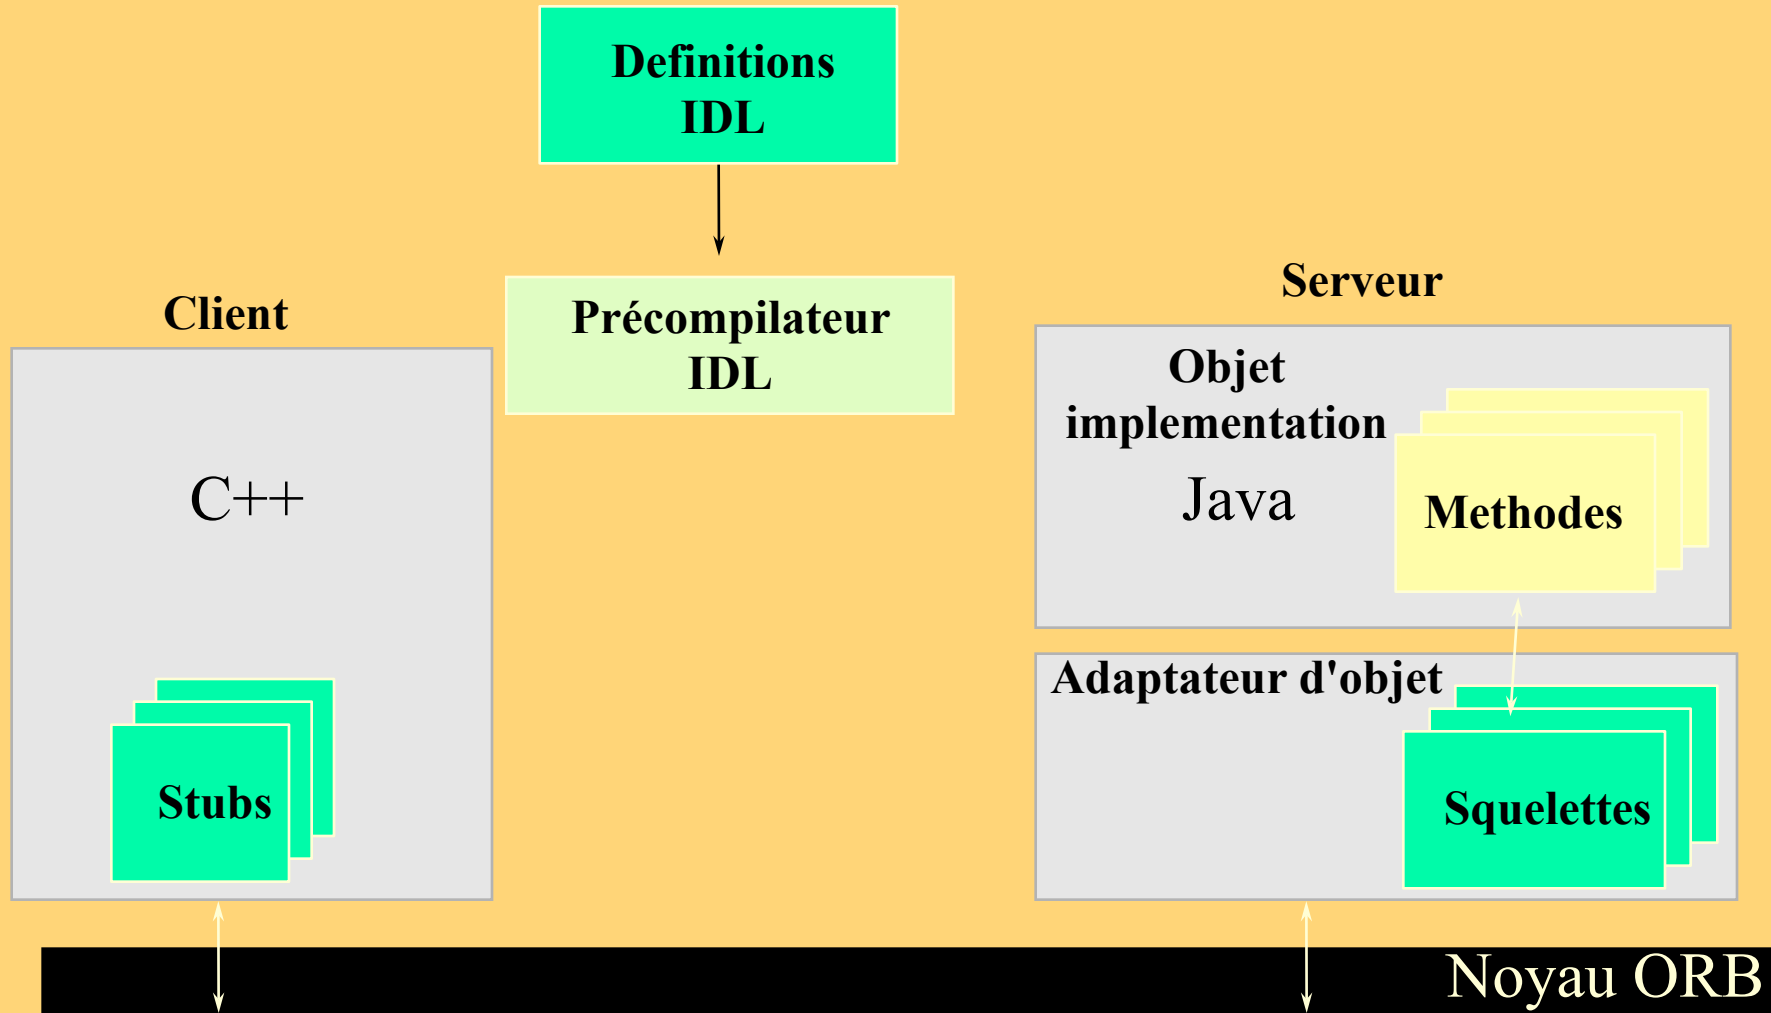 Definitions
IDL
Précompilateur
IDL
Client
C++
Stubs
Serveur
Objet
implementation
Java
Methodes
Adaptateur d'objet
Squelettes
Noyau ORB